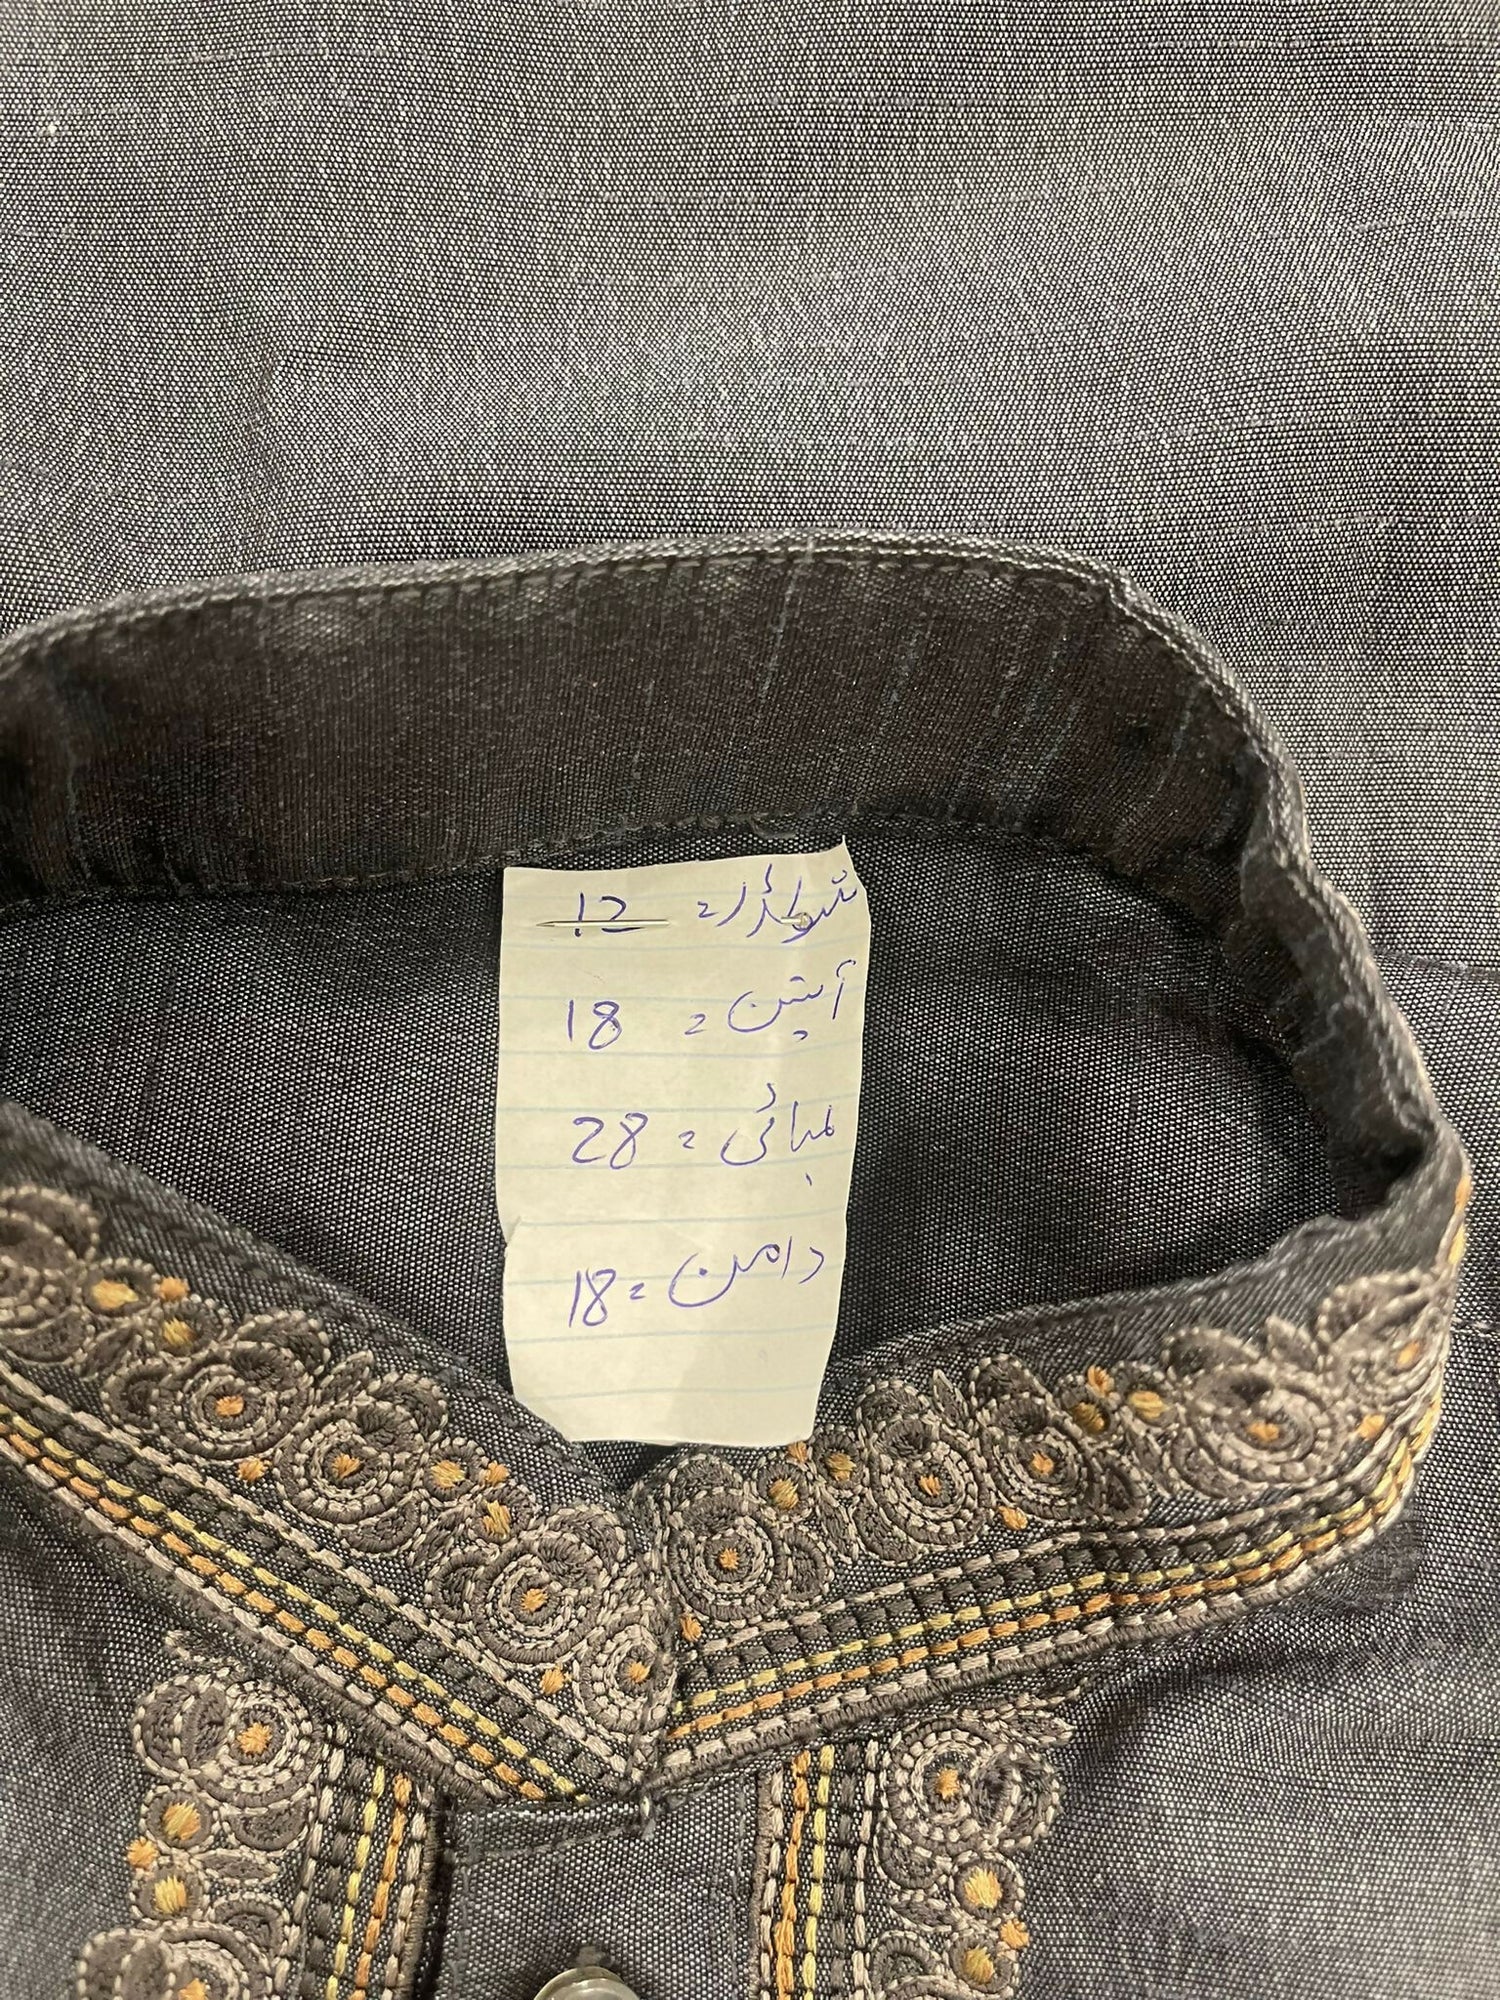 شولڈر = 12
آستین = 18
لمبائی = 28
دامن = 18